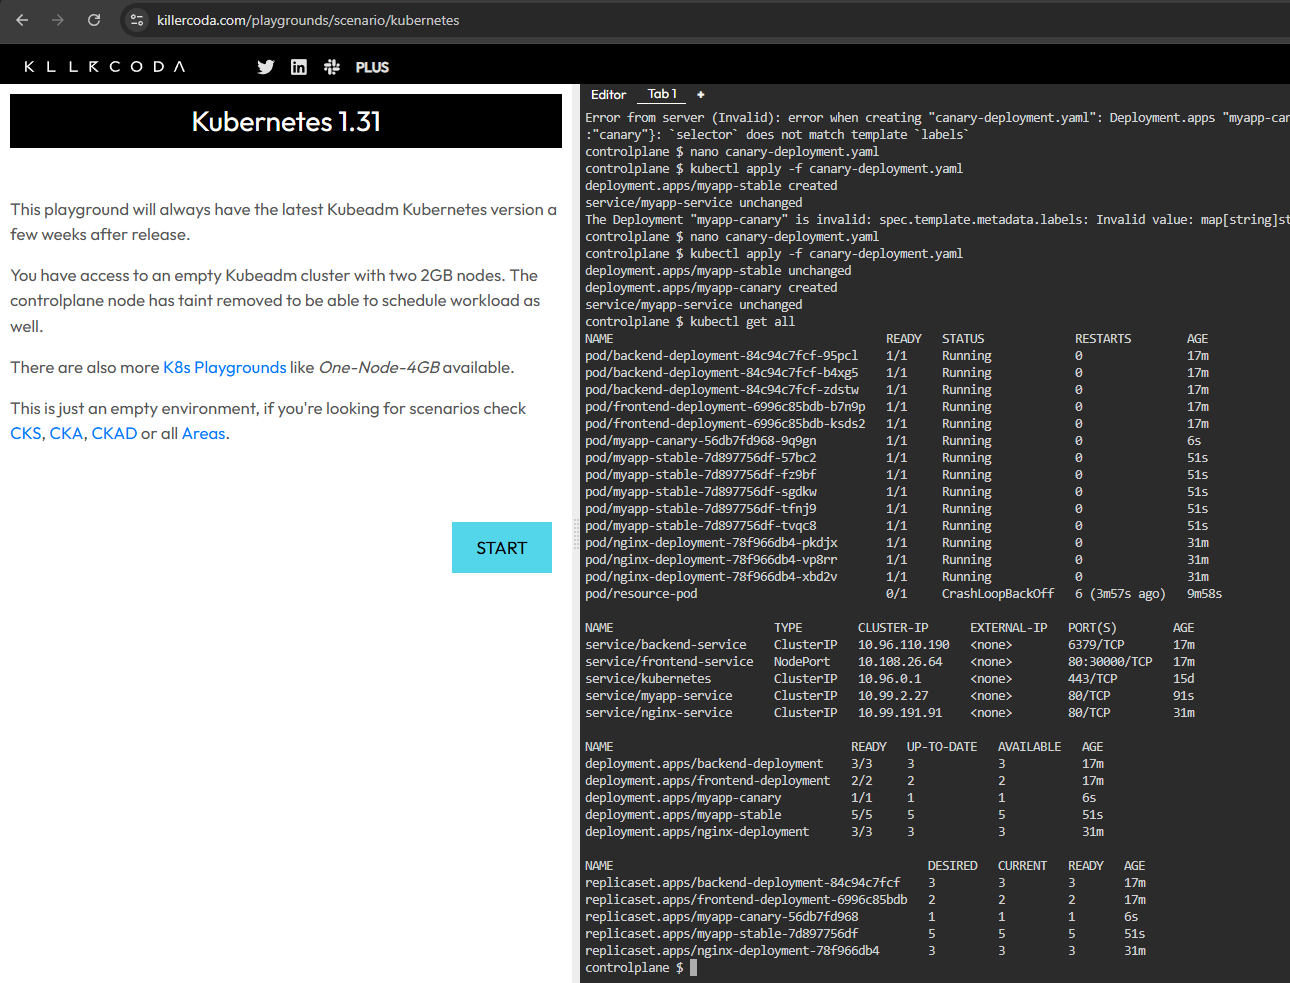 killercoda.com/playgrounds/scenario/kubernetes
KLLRCODA
PLUS
Kubernetes 1.31
This playground will always have the latest Kubeadm Kubernetes version a
few weeks after release.
You have access to an empty Kubeadm cluster with two 2GB nodes. The
controlplane node has taint removed to be able to schedule workload as
well.
There are also more K8s Playgrounds like One-Node-4GB available.
This is just an empty environment, if you're looking for scenarios check
CKS, CKA, CKAD or all Areas.
START
Editor Tab 1 +
Error from server (Invalid): error when creating "canary-deployment.yaml": Deployment.apps "myapp-can
:"canary"}: `selector` does not match template `labels`
controlplane $ nano canary-deployment.yaml
controlplane $ kubectl apply -f canary-deployment.yaml
deployment.apps/myapp-stable created
service/myapp-service unchanged
The Deployment "myapp-canary" is invalid: spec.template.metadata.labels: Invalid value: map[string]st
controlplane $ nano canary-deployment.yaml
controlplane $ kubectl apply -f canary-deployment.yaml
deployment.apps/myapp-stable unchanged
deployment.apps/myapp-canary created
service/myapp-service unchanged
controlplane $ kubectl get all
NAME READY STATUS RESTARTS AGE
pod/backend-deployment-84c94c7fcf-95pcl 1/1 Running 0 17m
pod/backend-deployment-84c94c7fcf-b4xg5 1/1 Running 0 17m
pod/backend-deployment-84c94c7fcf-zdstw 1/1 Running 0 17m
pod/frontend-deployment-6996c85bdb-b7n9p 1/1 Running 0 17m
pod/frontend-deployment-6996c85bdb-ksds2 1/1 Running 0 17m
pod/myapp-canary-56db7fd968-9q9gn 1/1 Running 0 6s
pod/myapp-stable-7d897756df-57bc2 1/1 Running 0 51s
pod/myapp-stable-7d897756df-fz9bf 1/1 Running 0 51s
pod/myapp-stable-7d897756df-sgdkw 1/1 Running 0 51s
pod/myapp-stable-7d897756df-tfnj9 1/1 Running 0 51s
pod/myapp-stable-7d897756df-tvqc8 1/1 Running 0 51s
pod/nginx-deployment-78f966db4-pkdjx 1/1 Running 0 31m
pod/nginx-deployment-78f966db4-vp8rr 1/1 Running 0 31m
pod/nginx-deployment-78f966db4-xbd2v 1/1 Running 0 31m
pod/resource-pod 0/1 CrashLoopBackOff 6 (3m57s ago) 9m58s
NAME TYPE CLUSTER-IP EXTERNAL-IP PORT(S) AGE
service/backend-service ClusterIP 10.96.110.190 <none> 6379/TCP 17m
service/frontend-service NodePort 10.108.26.64 <none> 80:30000/TCP 17m
service/kubernetes ClusterIP 10.96.0.1 <none> 443/TCP 15d
service/myapp-service ClusterIP 10.99.2.27 <none> 80/TCP 91s
service/nginx-service ClusterIP 10.99.191.91 <none> 80/TCP 31m
NAME READY UP-TO-DATE AVAILABLE AGE
deployment.apps/backend-deployment 3/3 3 3 17m
deployment.apps/frontend-deployment 2/2 2 2 17m
deployment.apps/myapp-canary 1/1 1 1 6s
deployment.apps/myapp-stable 5/5 5 5 51s
deployment.apps/nginx-deployment 3/3 3 3 31m
NAME DESIRED CURRENT READY AGE
replicaset.apps/backend-deployment-84c94c7fcf 3 3 3 17m
replicaset.apps/frontend-deployment-6996c85bdb 2 2 2 17m
replicaset.apps/myapp-canary-56db7fd968 1 1 1 6s
replicaset.apps/myapp-stable-7d897756df 5 5 5 51s
replicaset.apps/nginx-deployment-78f966db4 3 3 3 31m
controlplane $